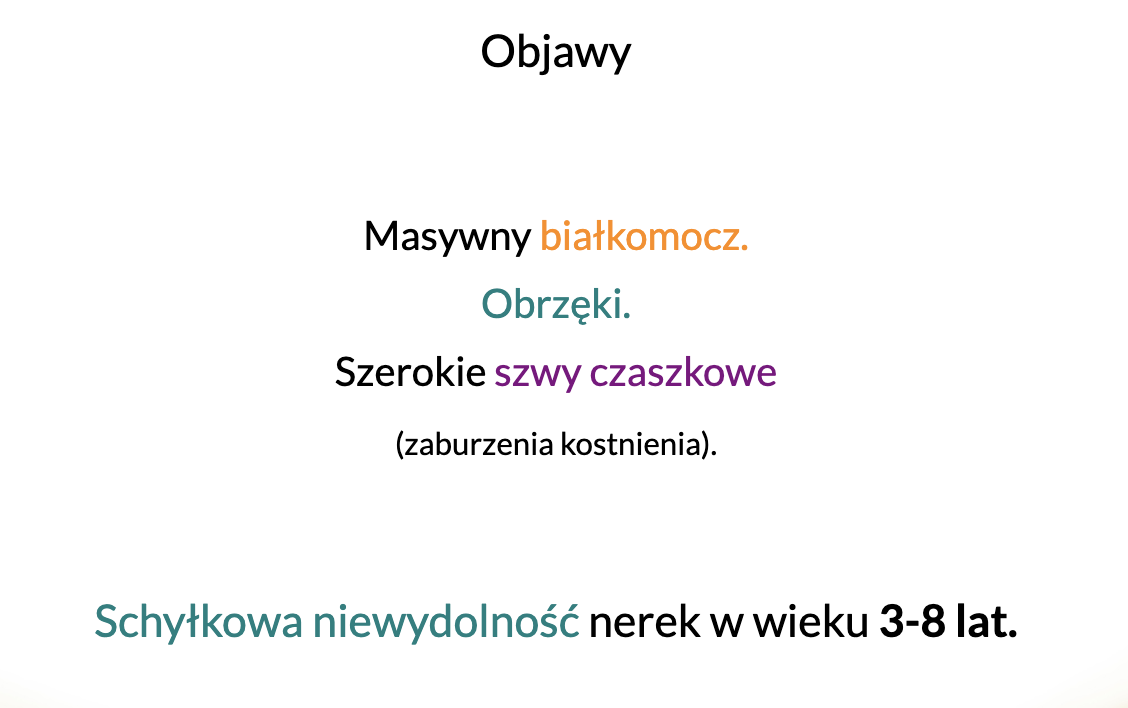 Objawy
Masywny białkomocz.
Obrzęki.
Szerokie szwy czaszkowe
(zaburzenia kostnienia).
Schyłkowa niewydolność nerek w wieku 3-8 lat.